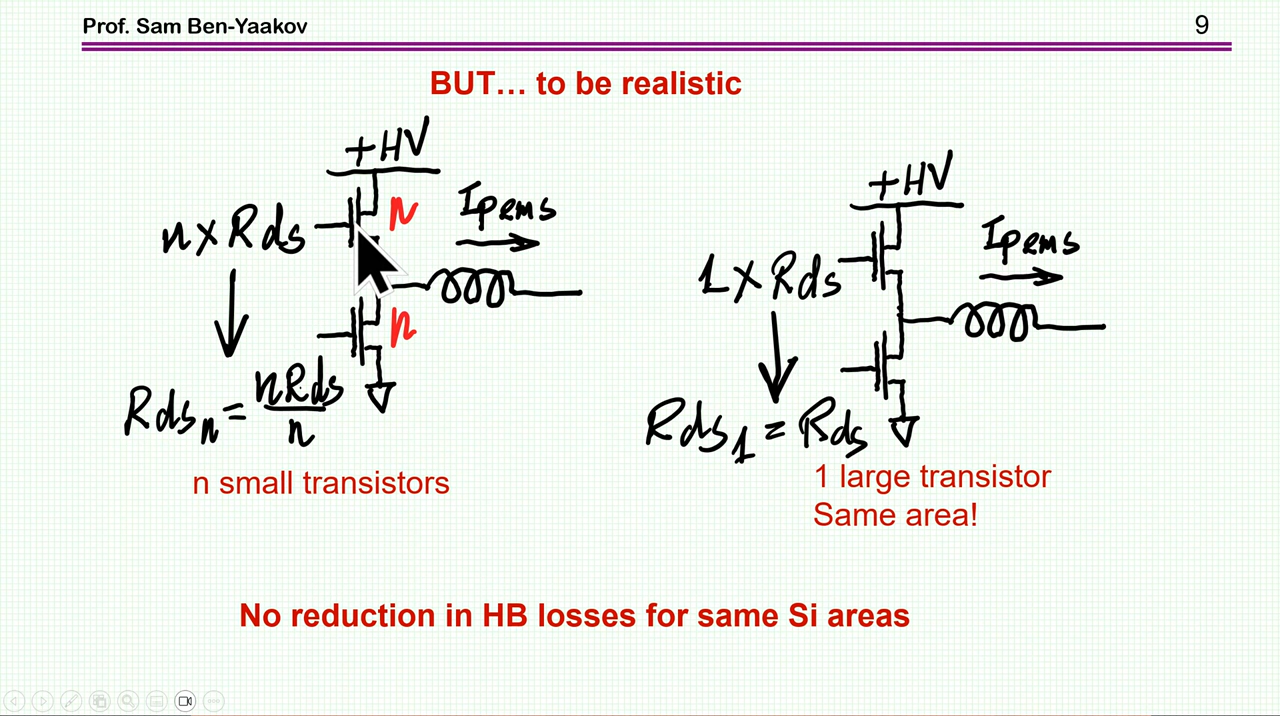 Prof. Sam Ben-Yaakov
9
BUT... to be realistic
+HV
n
IpRms
n x Rds
n
Rdsn = nRds/n
n small transistors
+HV
IpRms
1 x Rds
Rds1 = Rds
1 large transistor
Same area!
No reduction in HB losses for same Si areas